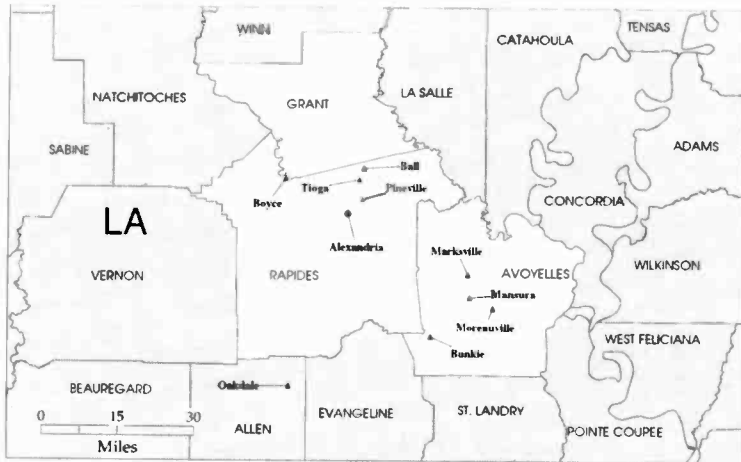 WINN
CATAHOULA
TENSAS
NATCHITOCHES
GRANT
LA SALLE
SABINE
ADAMS
Ball
Tioga
Pineville
Boyce
CONCORDIA
LA
Alexandria
Marksville
AVOYELLES
WILKINSON
VERNON
RAPIDES
Mansura
Moreauville
WEST FELICIANA
Bunkie
BEAUREGARD
Oakdale
EVANGELINE
ST. LANDRY
0 15 30
ALLEN
POINTE COUPEE
Miles